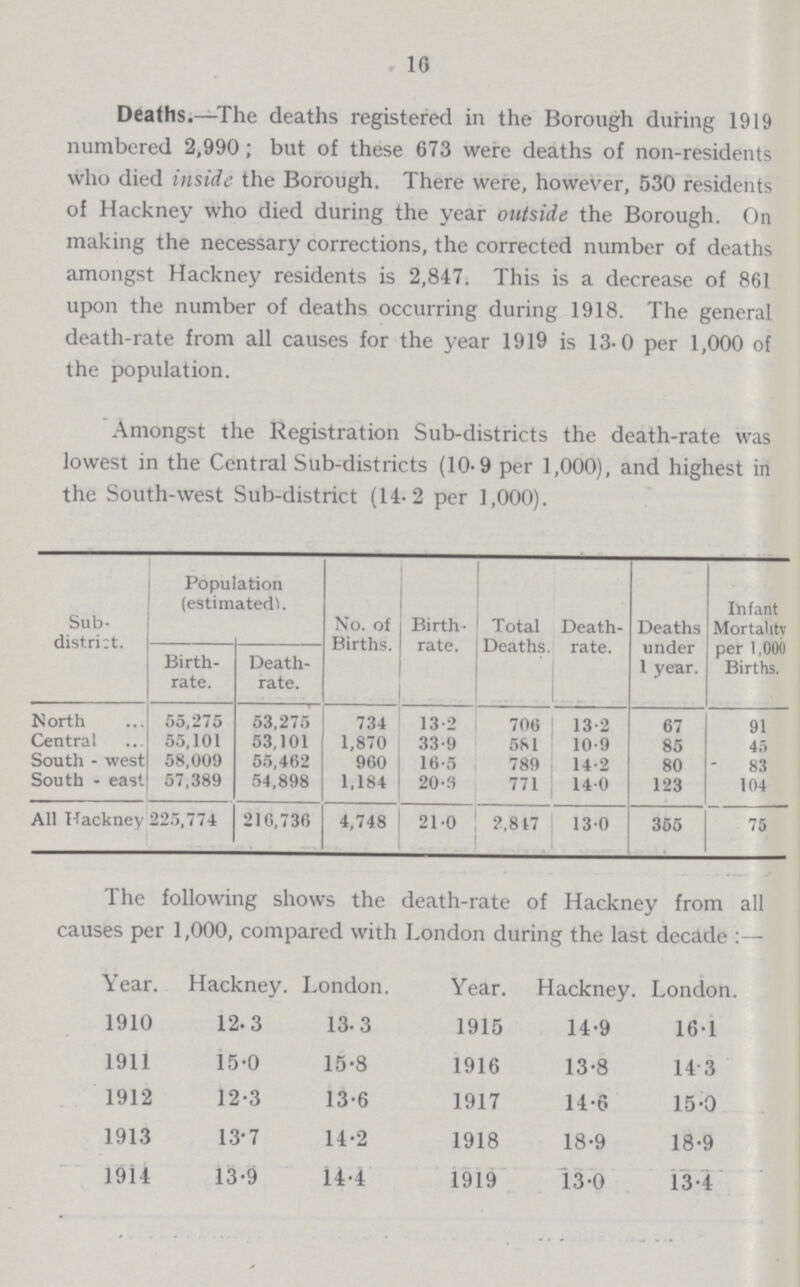 16
Deaths.—The deaths registered in the Borough during 1919
numbered 2,990; but of these 673 were deaths of non-residents
who died inside the Borough. There were, however, 530 residents
of Hackney who died during the year outside the Borough. On
making the necessary corrections, the corrected number of deaths
amongst Hackney residents is 2,847. This is a decrease of 861
upon the number of deaths occurring during 1918. The general
death-rate from all causes for the year 1919 is 13·0 per 1,000 of
the population.
Amongst the Registration Sub-districts the death-rate was
lowest in the Central Sub-districts (10·9 per 1,000), and highest in
the South-west Sub-district (14·2 per 1,000).
Sub-district. Population (estimated). No. of Births. Birth-rate. Total Deaths. Death-rate. Deaths under 1 year. Infant Mortality per 1,000 Births.
Birth-rate. Death-rate.
North ... 55,275 53,275 734 13·2 706 13·2 67 91
Central ... 55,101 53,101 1,870 33·9 581 10·9 85 45
South - west 58,009 55,462 960 16·5 789 14·2 80 83
South - east 57,389 54,898 1,184 20·3 771 14·0 123 104
All Hackney 225,774 216,736 4,748 21·0 2,847 13·0 355 75
The following shows the death-rate of Hackney from all
causes per 1,000, compared with London during the last decade :—
Year. Hackney. London. Year. Hackney. London.
1910 12·3 13·3 1915 14·9 16·1
1911 15·0 15·8 1916 13·8 14·3
1912 12·3 13·6 1917 14·6 15·0
1913 13·7 14·2 1918 18·9 18·9
1914 13·9 14·4 1919 13·0 13·4